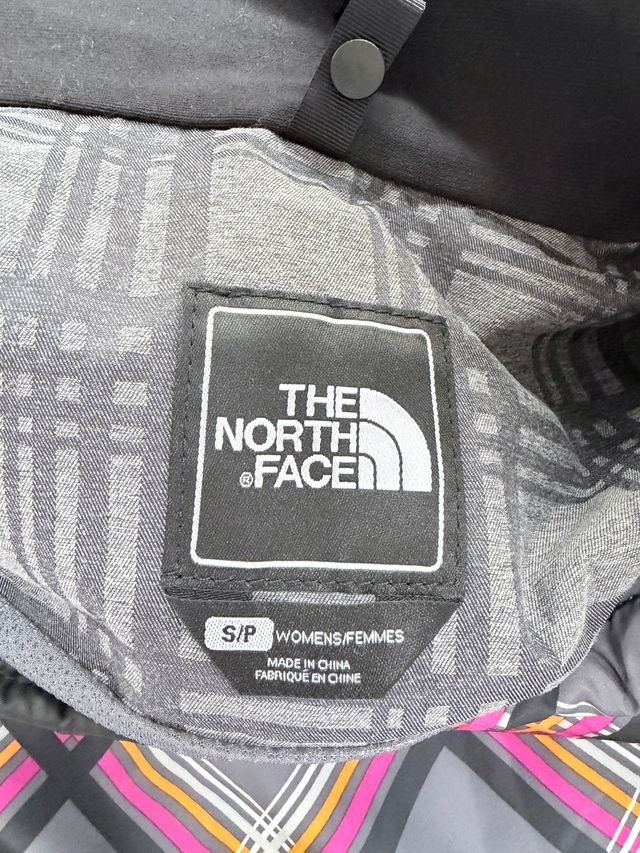 THE
NORTH
®FACE
S/P WOMENS/FEMMES
MADE IN CHINA
FABRIQUÉ EN CHINE